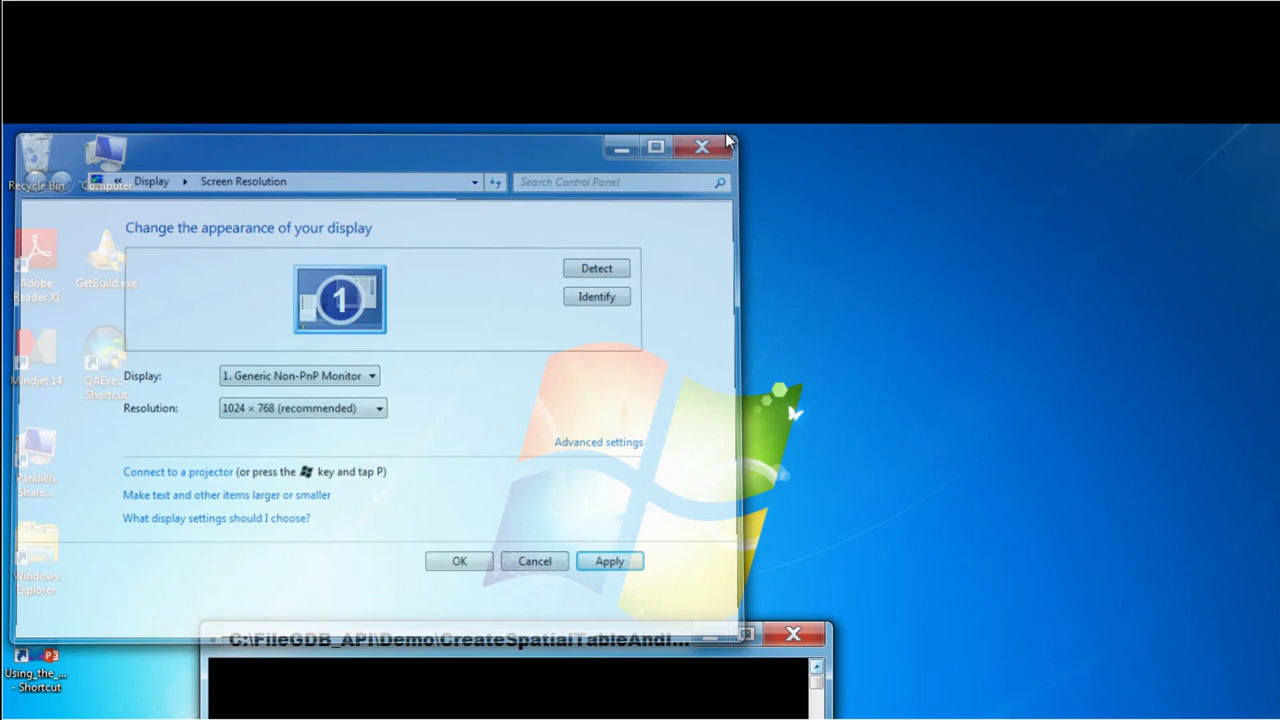 Recycle Bin
Computer
« Display ▸ Screen Resolution
Search Control Panel
Change the appearance of your display
1
Detect
Identify
Adobe
Reader XI
GetBuild.exe
Mindjet 14
QAExec
Shortcut
Display:
1. Generic Non-PnP Monitor
Resolution:
1024 × 768 (recommended)
Advanced settings
Connect to a projector (or press the key and tap P)
Make text and other items larger or smaller
What display settings should I choose?
Parallels
Share...
OK
Cancel
Apply
Windows
Explorer
C:\FileGDB_API\Demo\CreateSpatialTableAndI...
Using_the_...
- Shortcut